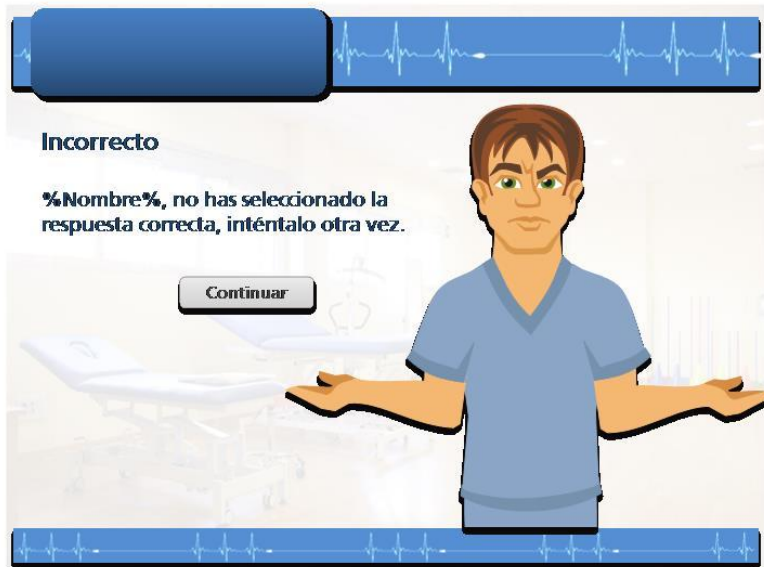 Incorrecto
%Nombre%, no has seleccionado la
respuesta correcta, inténtalo otra vez.
Continuar